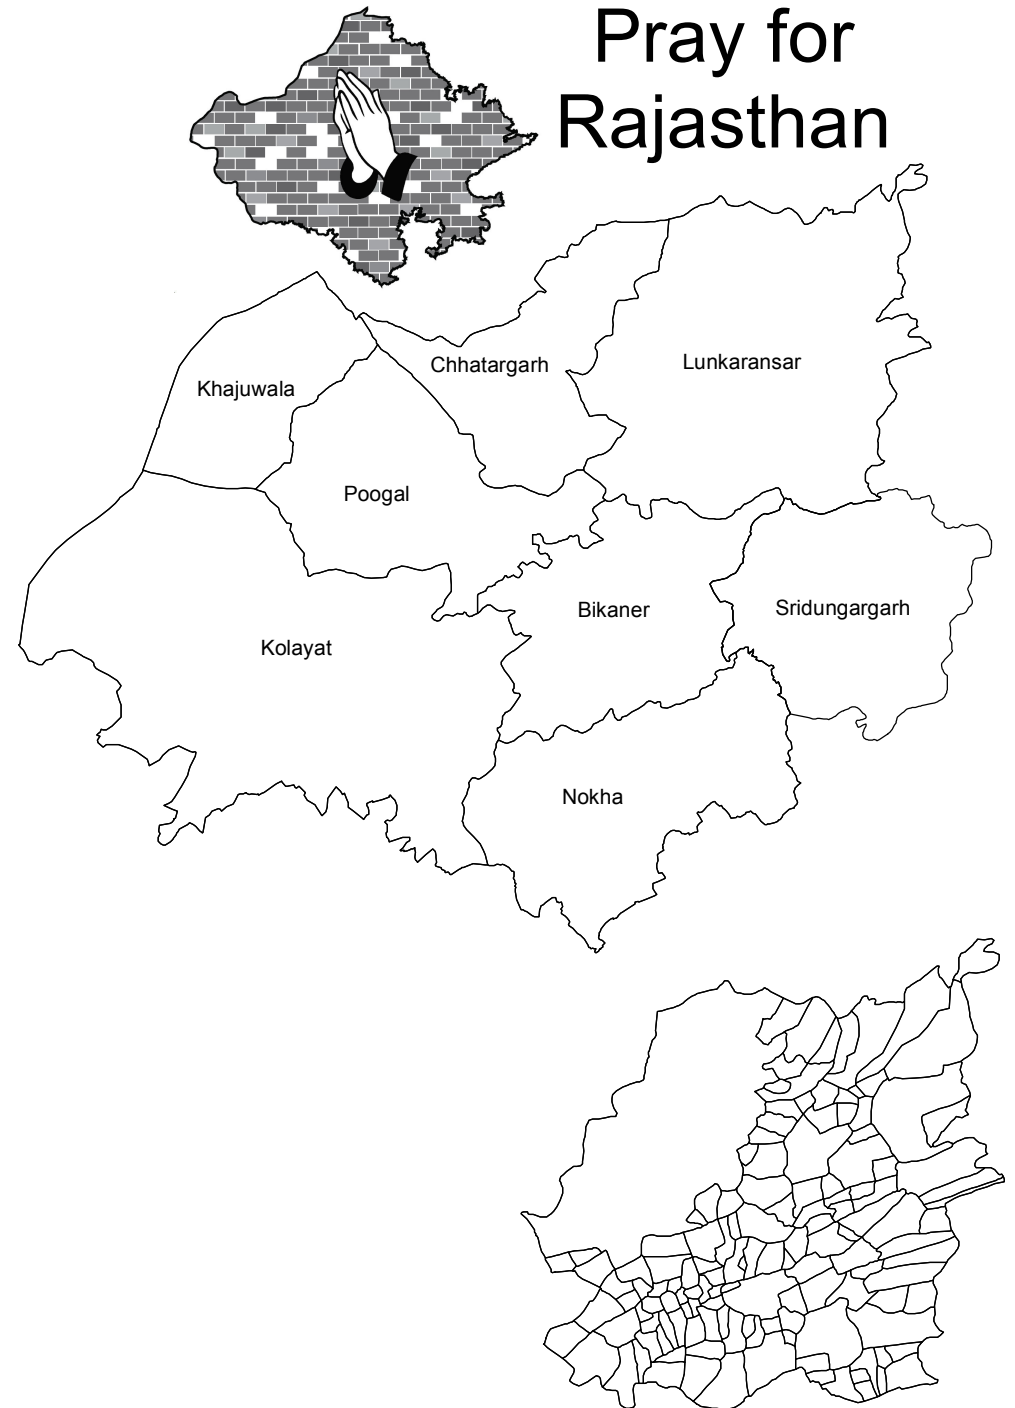 Pray for
Rajasthan
Chhatargarh
Lunkaransar
Khajuwala
Poogal
Bikaner
Sridungargarh
Kolayat
Nokha